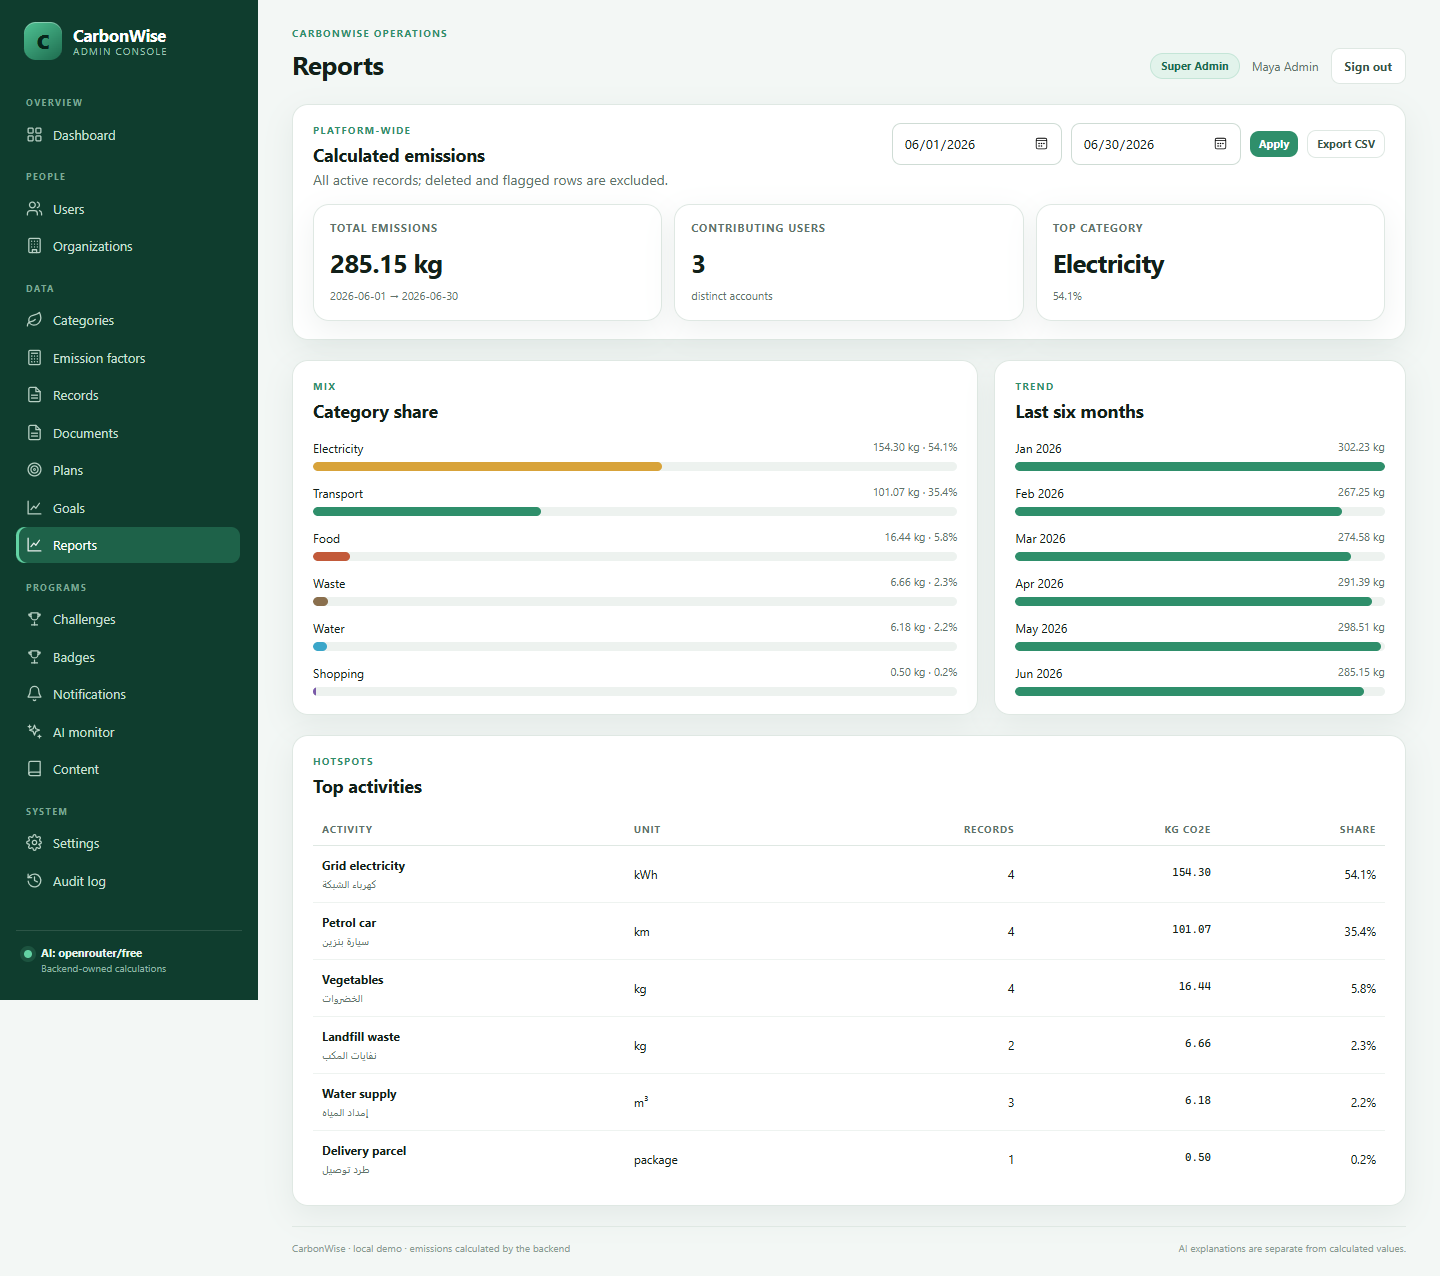 C
CarbonWise
ADMIN CONSOLE
OVERVIEW
Dashboard
PEOPLE
Users
Organizations
DATA
Categories
Emission factors
Records
Documents
Plans
Goals
Reports
PROGRAMS
Challenges
Badges
Notifications
AI monitor
Content
SYSTEM
Settings
Audit log
AI: openrouter/free
Backend-owned calculations
CARBONWISE OPERATIONS
Reports
Super Admin Maya Admin Sign out
PLATFORM-WIDE
Calculated emissions
All active records; deleted and flagged rows are excluded.
06/01/2026 06/30/2026 Apply Export CSV
TOTAL EMISSIONS
285.15 kg
2026-06-01 → 2026-06-30
CONTRIBUTING USERS
3
distinct accounts
TOP CATEGORY
Electricity
54.1%
MIX
Category share
Electricity 154.30 kg · 54.1%
Transport 101.07 kg · 35.4%
Food 16.44 kg · 5.8%
Waste 6.66 kg · 2.3%
Water 6.18 kg · 2.2%
Shopping 0.50 kg · 0.2%
TREND
Last six months
Jan 2026 302.23 kg
Feb 2026 267.25 kg
Mar 2026 274.58 kg
Apr 2026 291.39 kg
May 2026 298.51 kg
Jun 2026 285.15 kg
HOTSPOTS
Top activities
ACTIVITY UNIT RECORDS KG CO2E SHARE
Grid electricity kWh 4 154.30 54.1%
كهرباء الشبكة
Petrol car km 4 101.07 35.4%
سيارة بنزين
Vegetables kg 4 16.44 5.8%
الخضروات
Landfill waste kg 2 6.66 2.3%
نفايات المكب
Water supply m³ 3 6.18 2.2%
إمداد المياه
Delivery parcel package 1 0.50 0.2%
طرد توصيل
CarbonWise · local demo · emissions calculated by the backend
AI explanations are separate from calculated values.